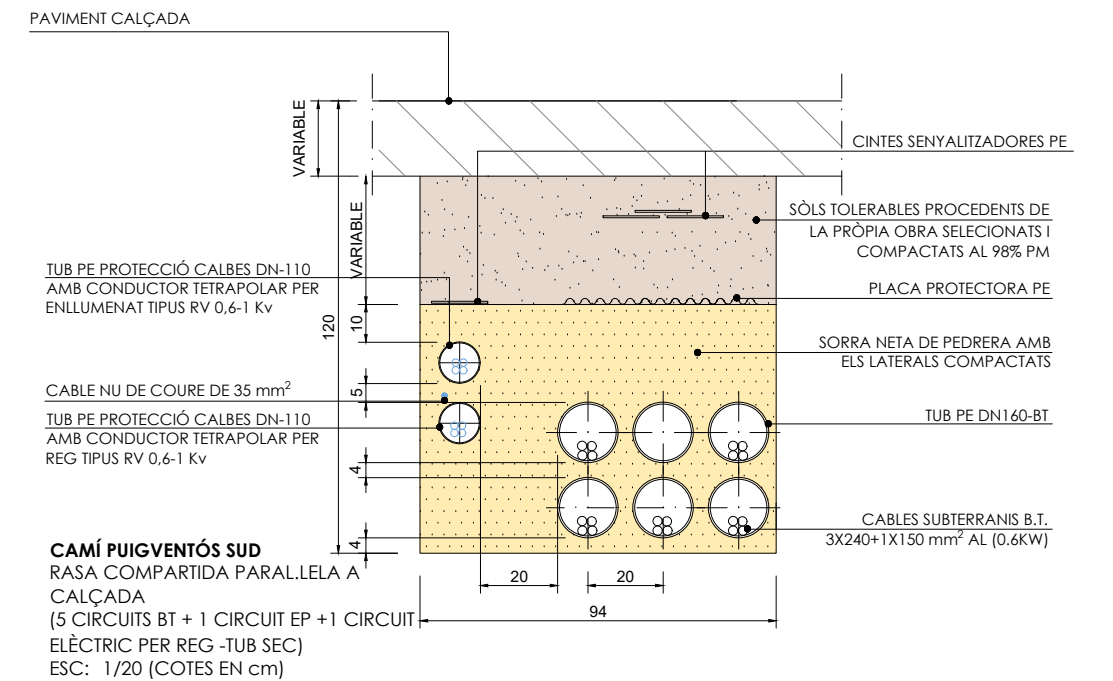 PAVIMENT CALÇADA
VARIABLE
CINTES SENYALITZADORES PE
VARIABLE
SÒLS TOLERABLES PROCEDENTS DE
LA PRÒPIA OBRA SELECIONATS I
COMPACTATS AL 98% PM
TUB PE PROTECCIÓ CALBES DN-110
AMB CONDUCTOR TETRAPOLAR PER
ENLLUMENAT TIPUS RV 0,6-1 Kv
PLACA PROTECTORA PE
120
10
SORRA NETA DE PEDRERA AMB
ELS LATERALS COMPACTATS
CABLE NU DE COURE DE 35 mm²
5
TUB PE PROTECCIÓ CALBES DN-110
AMB CONDUCTOR TETRAPOLAR PER
REG TIPUS RV 0,6-1 Kv
TUB PE DN160-BT
4
4
CABLES SUBTERRANIS B.T.
3X240+1X150 mm² AL (0.6KW)
20
20
94
CAMÍ PUIGVENTÓS SUD
RASA COMPARTIDA PARAL.LELA A
CALÇADA
(5 CIRCUITS BT + 1 CIRCUIT EP +1 CIRCUIT
ELÈCTRIC PER REG -TUB SEC)
ESC: 1/20 (COTES EN cm)